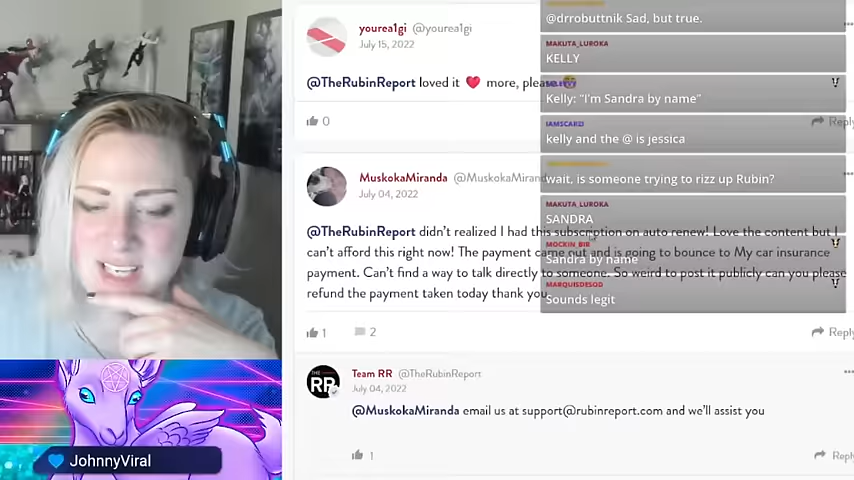 yourea1gi @yourea1gi
July 15, 2022
@TheRubinReport loved it ❤️ more, please
0
Reply
MuskokaMiranda @MuskokaMiranda
July 04, 2022
@TheRubinReport didn't realized I had this subscription on auto renew! Love the content but I
can't afford this right now! The payment came out and is going to bounce to My car insurance
payment. Can't find a way to talk directly to someone. So weird to post it publicly can you please
refund the payment taken today thank you
1
2
Reply
THE
RP
Team RR @TheRubinReport
July 04, 2022
@MuskokaMiranda email us at support@rubinreport.com and we'll assist you
1
Reply
@drrobuttnik Sad, but true.
MAKUTA_LUROKA
KELLY
Kelly: "I'm Sandra by name"
IAMSCARD
kelly and the @ is jessica
wait, is someone trying to rizz up Rubin?
MAKUTA_LUROKA
SANDRA
MOCKIN_BIR
Sandra by name
MARQUISDESOD
Sounds legit
JohnnyViral